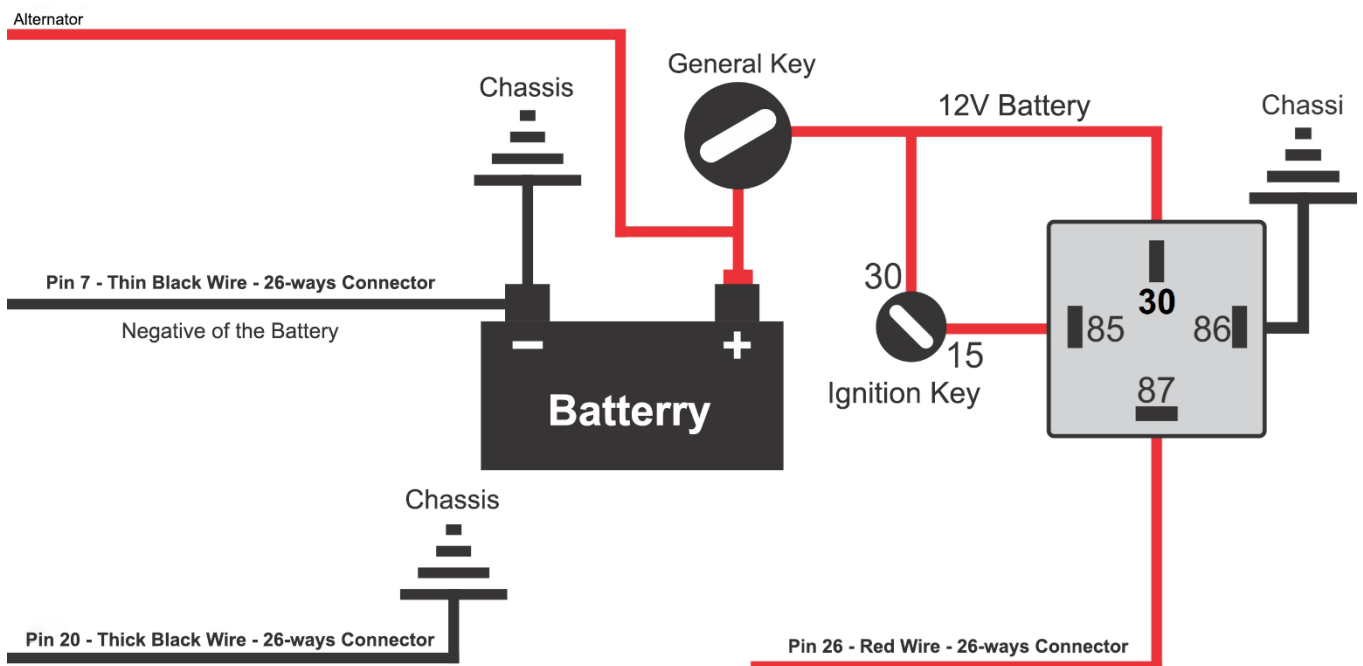 Alternator
General Key
Chassis
12V Battery
Chassi
Pin 7 - Thin Black Wire - 26-ways Connector
Negative of the Battery
30
15
Ignition Key
30
85
86
87
− +
Batterry
Chassis
Pin 20 - Thick Black Wire - 26-ways Connector
Pin 26 - Red Wire - 26-ways Connector